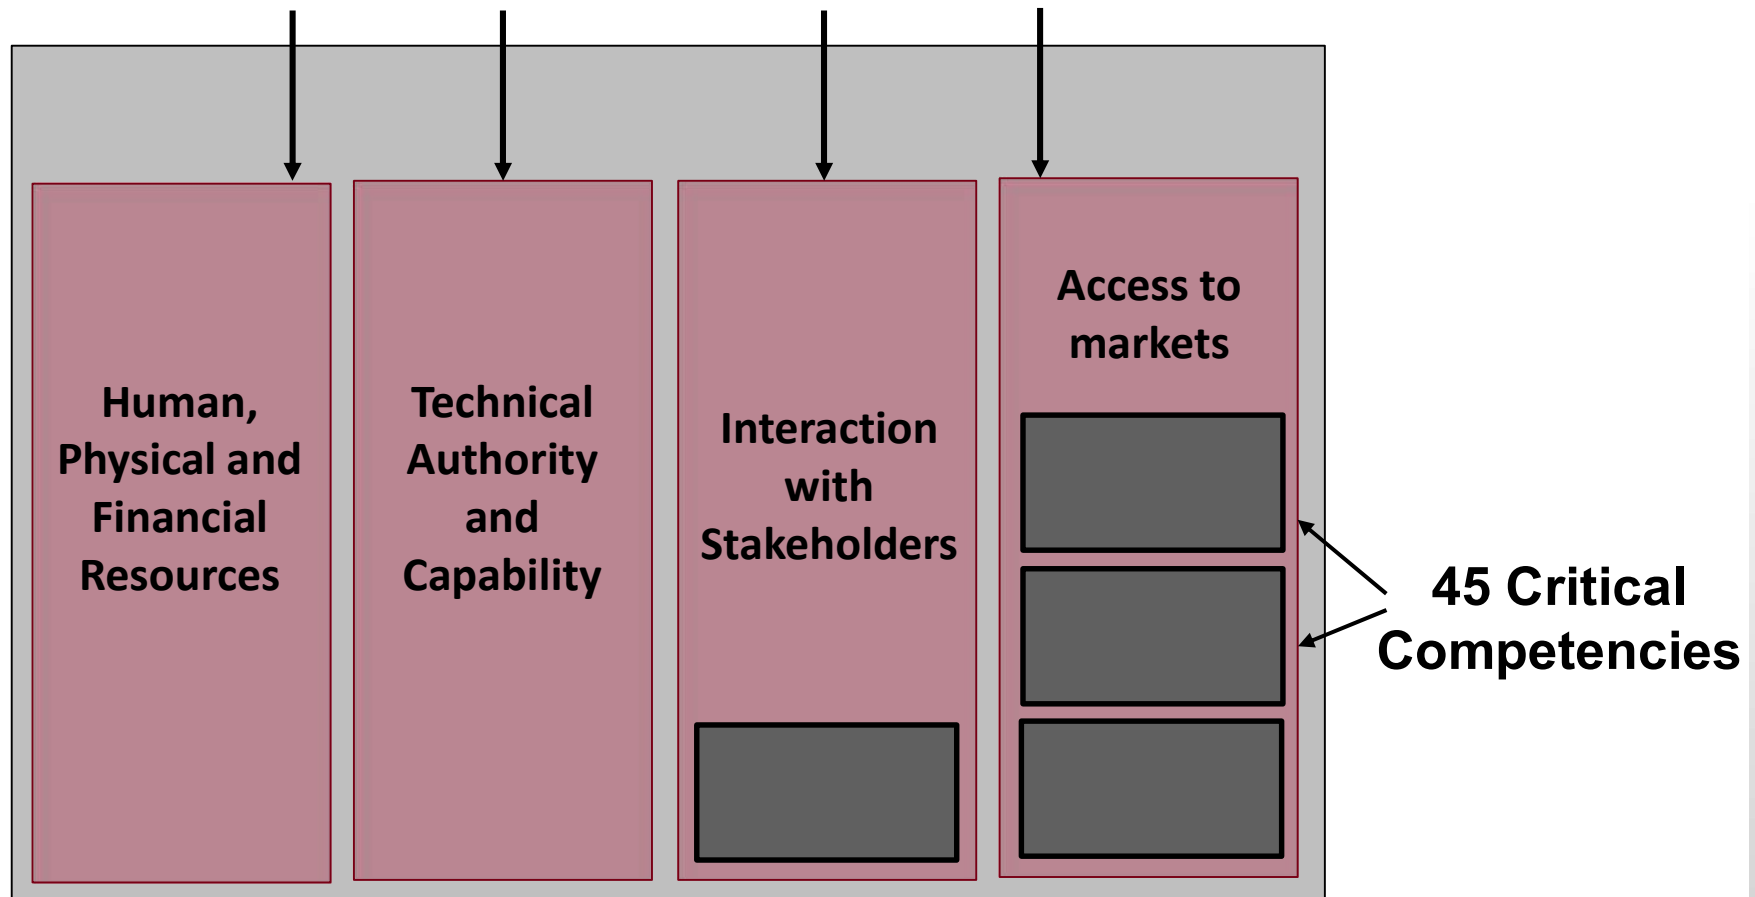 Human,
Physical and
Financial
Resources
Technical
Authority
and
Capability
Interaction
with
Stakeholders
Access to
markets
45 Critical
Competencies